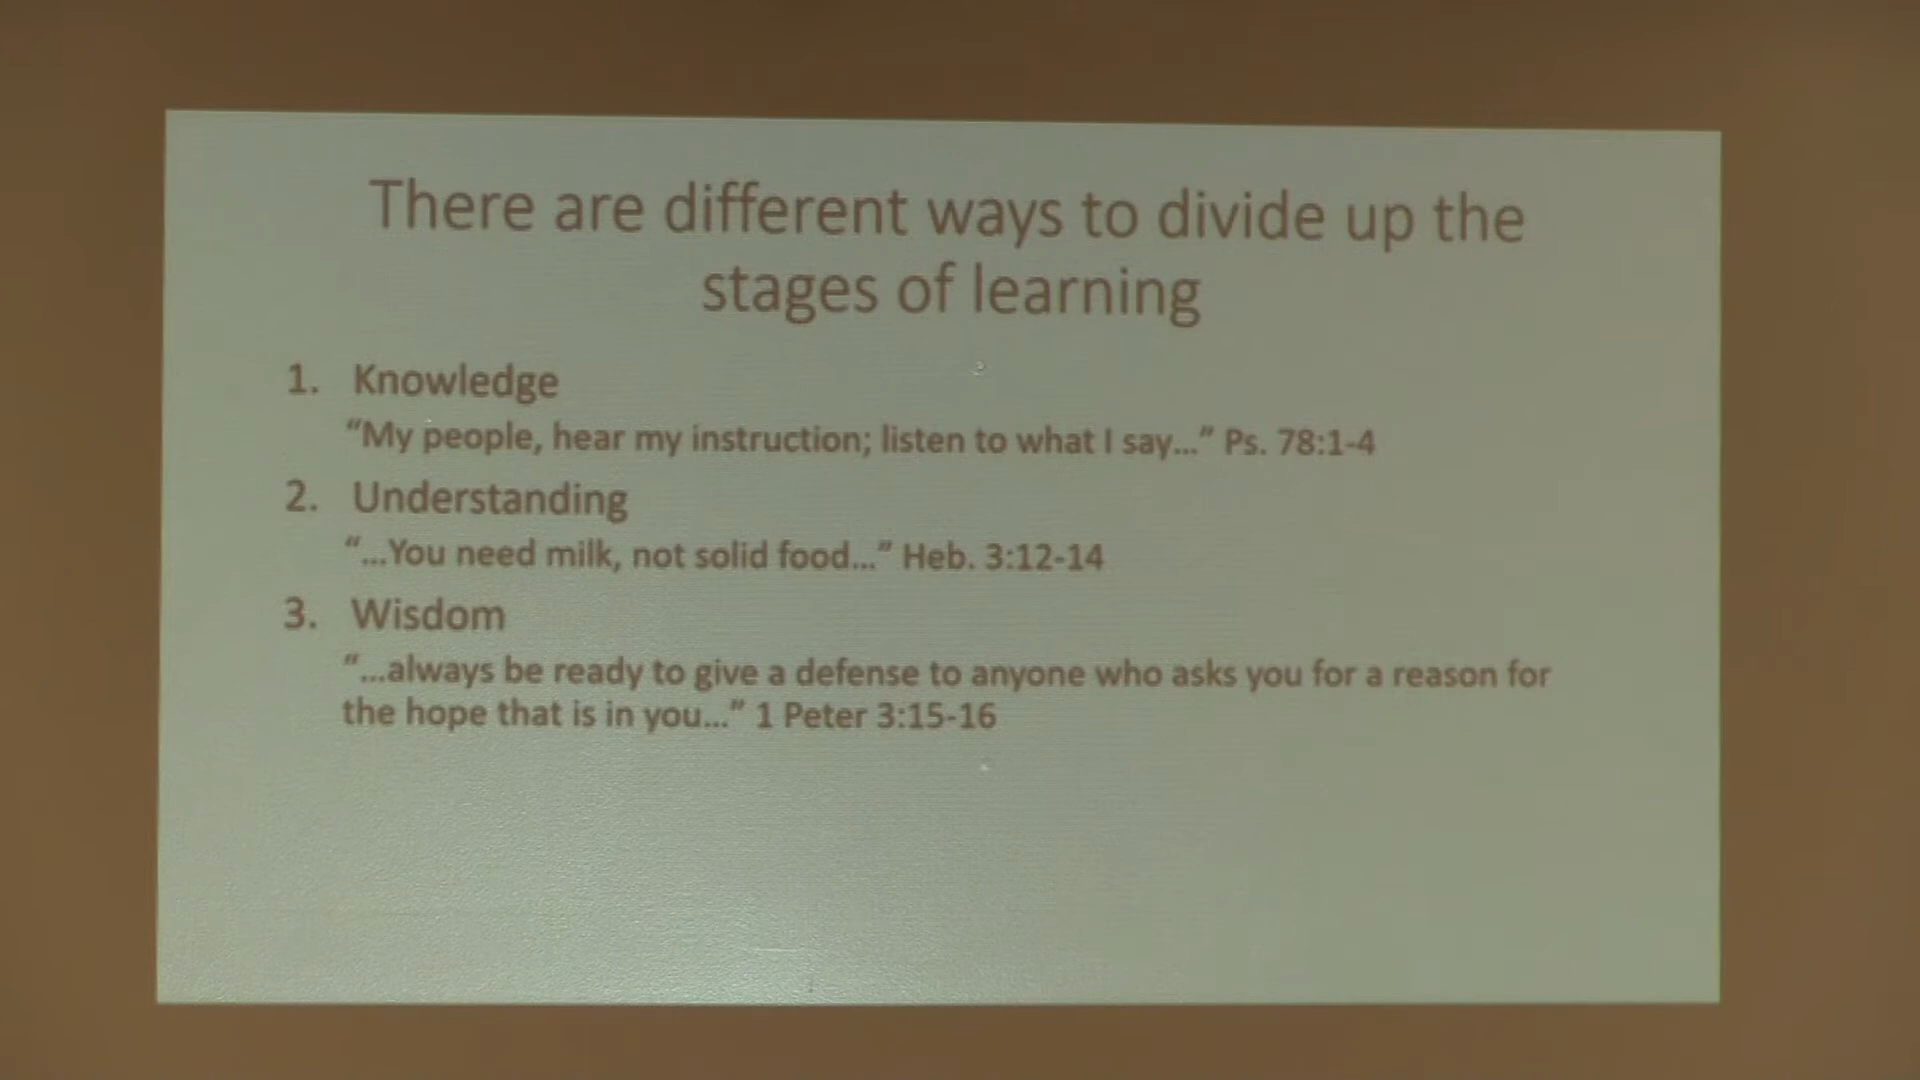 There are different ways to divide up the
stages of learning
1. Knowledge
“My people, hear my instruction; listen to what I say...” Ps. 78:1-4
2. Understanding
“...You need milk, not solid food...” Heb. 3:12-14
3. Wisdom
“...always be ready to give a defense to anyone who asks you for a reason for
the hope that is in you...” 1 Peter 3:15-16